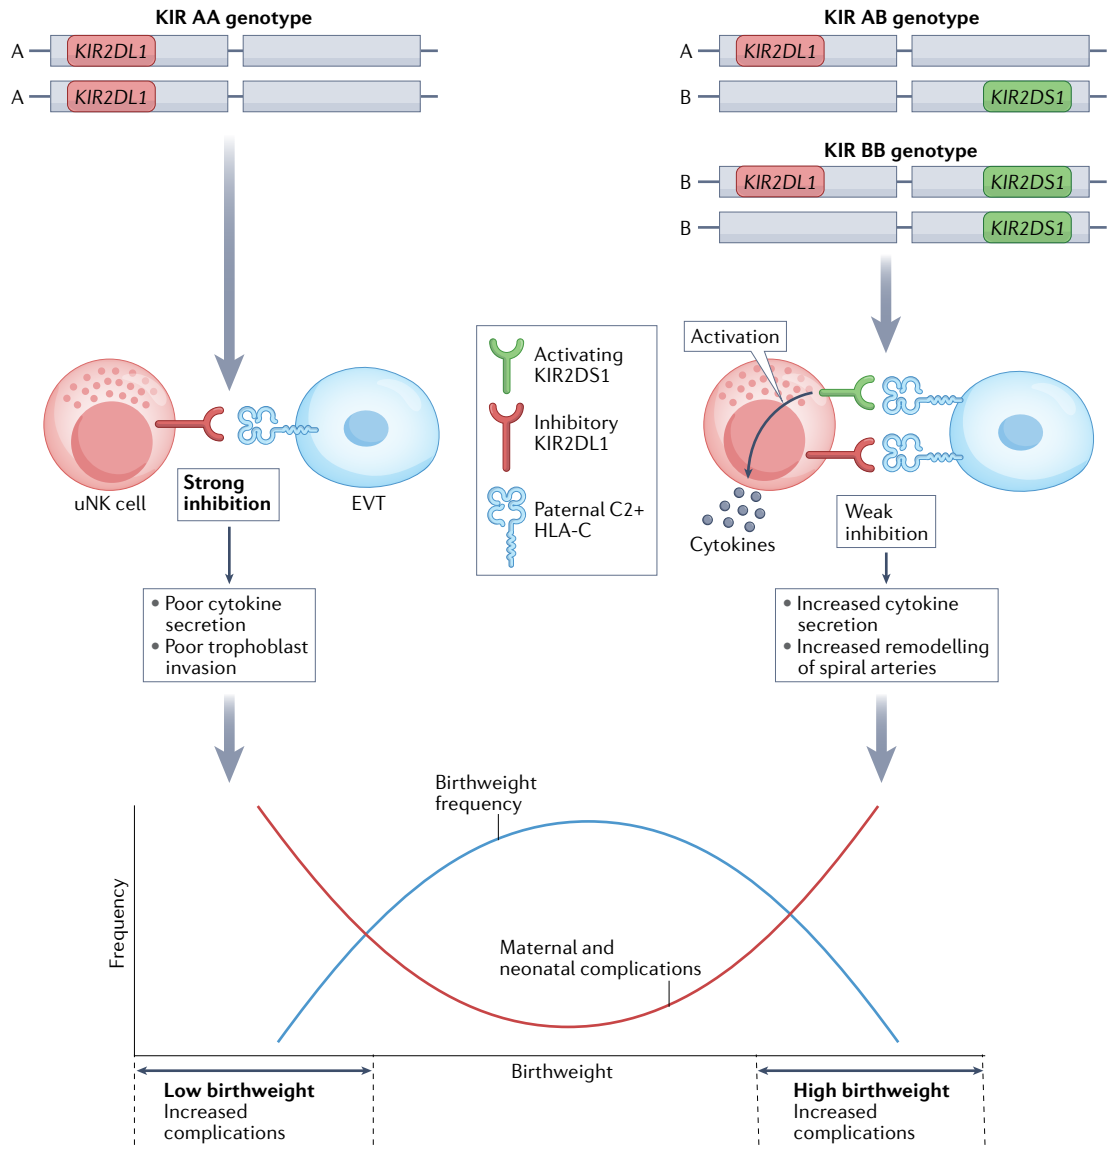 KIR AA genotype
A
KIR2DL1
A
KIR2DL1
KIR AB genotype
A
KIR2DL1
B
KIR2DS1
KIR BB genotype
B
KIR2DL1
KIR2DS1
B
KIR2DS1
uNK cell
Strong
inhibition
EVT
Activating
KIR2DS1
Inhibitory
KIR2DL1
Paternal C2+
HLA-C
Activation
Cytokines
Weak
inhibition
• Poor cytokine
secretion
• Poor trophoblast
invasion
• Increased cytokine
secretion
• Increased remodelling
of spiral arteries
Birthweight
frequency
Maternal and
neonatal complications
Frequency
Birthweight
Low birthweight
Increased
complications
High birthweight
Increased
complications